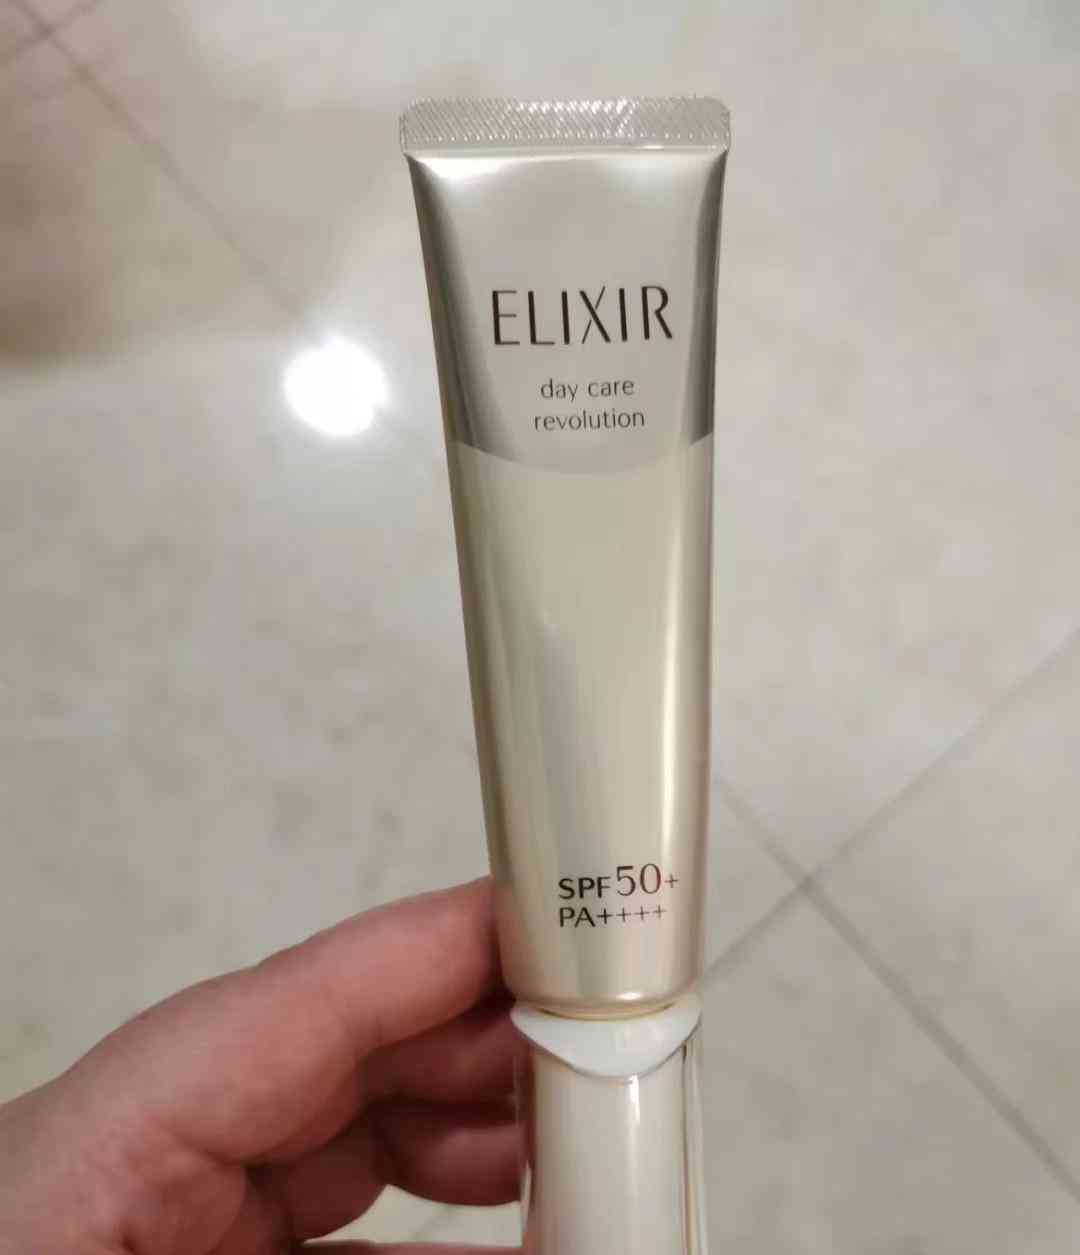 ELIXIR
day care
revolution
SPF50+
PA++++